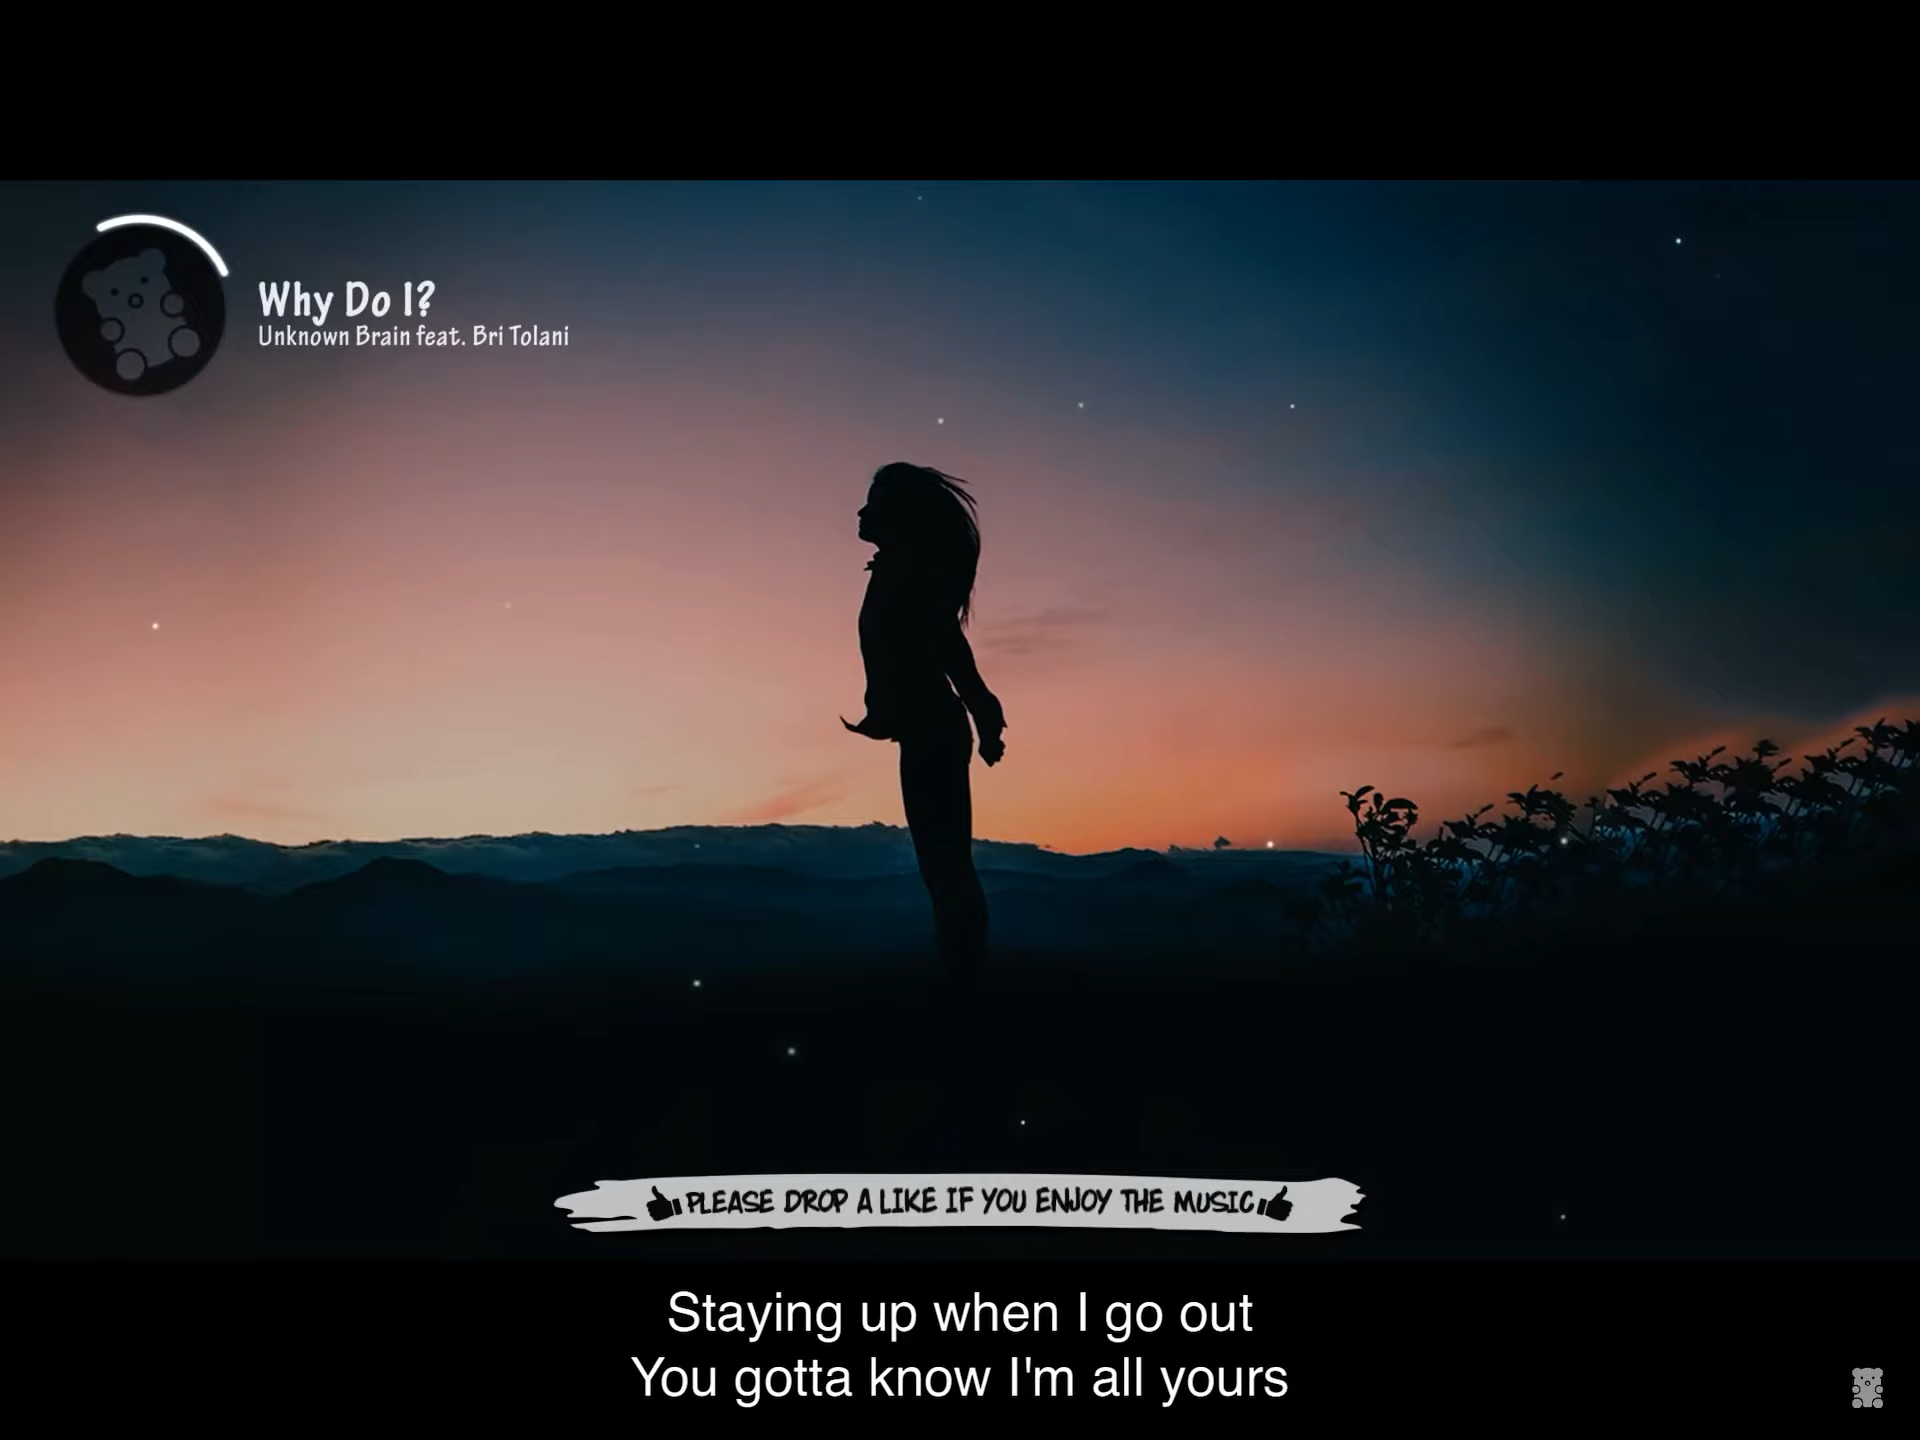 Why Do I?
Unknown Brain feat. Bri Tolani
PLEASE DROP A LIKE IF YOU ENJOY THE MUSIC
Staying up when I go out
You gotta know I'm all yours